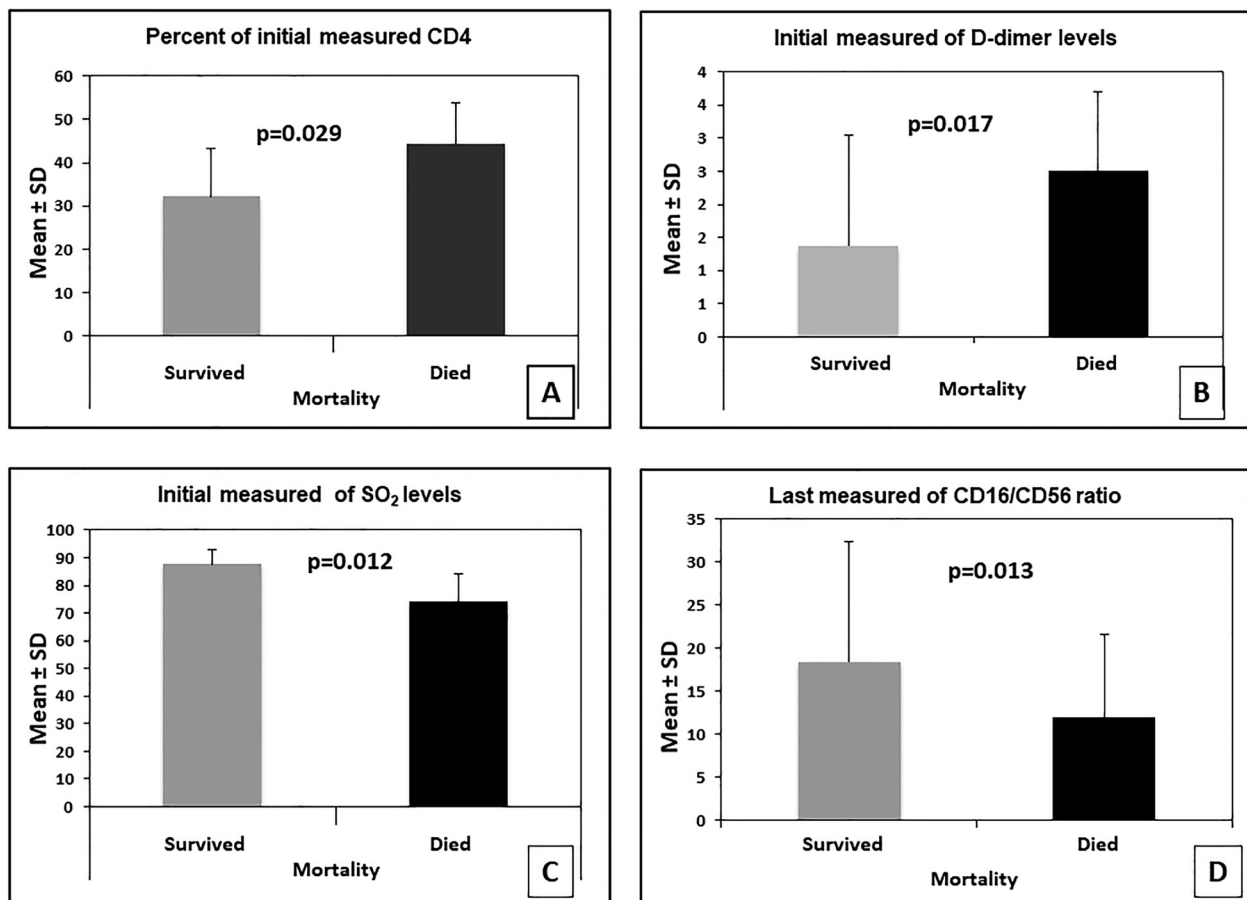 Percent of initial measured CD4
60
50
40
30
20
10
0
Mean ± SD
p=0.029
Survived
Died
Mortality
A
Initial measured of D-dimer levels
4
4
3
3
2
2
1
1
0
Mean ± SD
p=0.017
Survived
Died
Mortality
B
Initial measured of SO₂ levels
100
90
80
70
60
50
40
30
20
10
0
Mean ± SD
p=0.012
Survived
Died
Mortality
C
Last measured of CD16/CD56 ratio
35
30
25
20
15
10
5
0
Mean ± SD
p=0.013
Survived
Died
Mortality
D